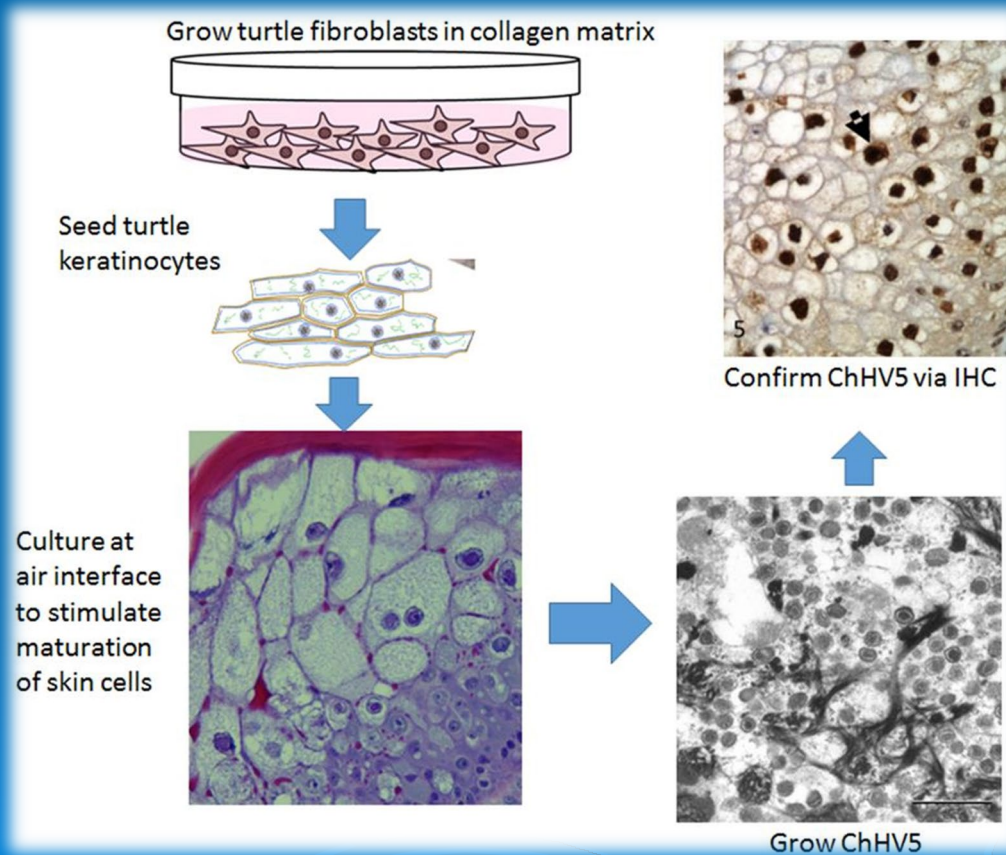 Grow turtle fibroblasts in collagen matrix
Seed turtle
keratinocytes
Culture at
air interface
to stimulate
maturation
of skin cells
Grow ChHV5
5
Confirm ChHV5 via IHC